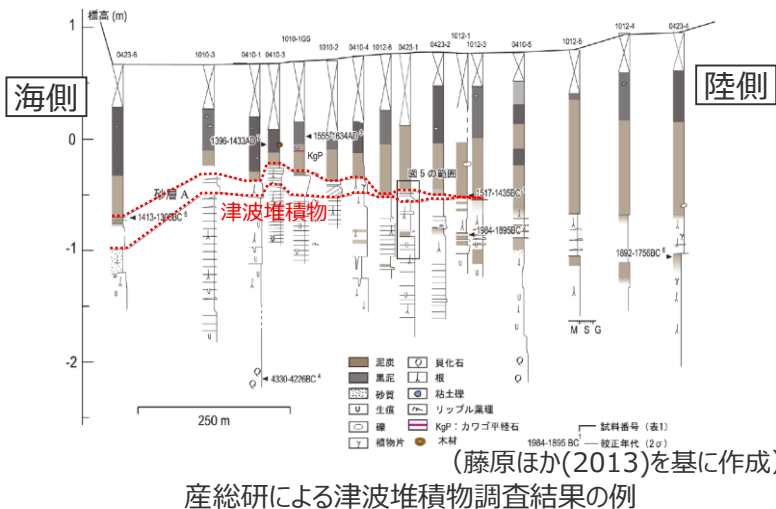 標高 (m)
1
0
-1
-2
海側
陸側
0423-6
1010-3
0410-1
0410-3
1010-1GS
1010-2
0410-4
1012-6
0423-1
0423-2
1012-1
1012-3
0410-5
1012-5
1012-4
0423-4
1396-1433AD
1555-1634AD
KgP
図5の範囲
砂層 A
津波堆積物
1517-1435BC
1984-1895BC
1892-1756BC 6
4330-4226BC 4
M S G
250 m
泥炭
貝化石
黒泥
根
砂質
粘土礫
生痕
リップル葉理
礫
KgP:カワゴ平軽石
植物片
木材
試料番号(表1)
1984-1895 BC 較正年代(2σ)
(藤原ほか(2013)を基に作成)
産総研による津波堆積物調査結果の例